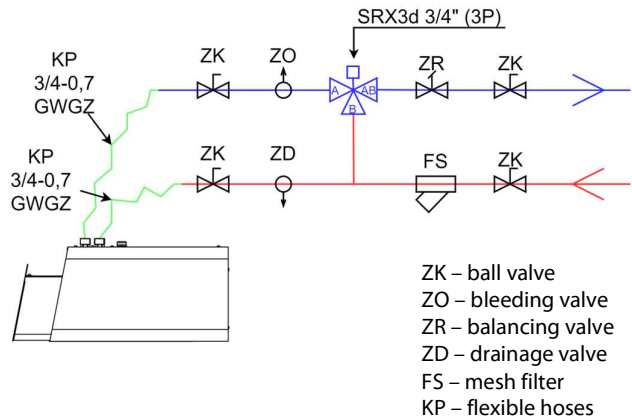 SRX3d 3/4" (3P)
KP
3/4-0,7
GWGZ
ZK
ZO
ZR
ZK
A
AB
B
KP
3/4-0,7
GWGZ
ZK
ZD
FS
ZK
ZK – ball valve
ZO – bleeding valve
ZR – balancing valve
ZD – drainage valve
FS – mesh filter
KP – flexible hoses